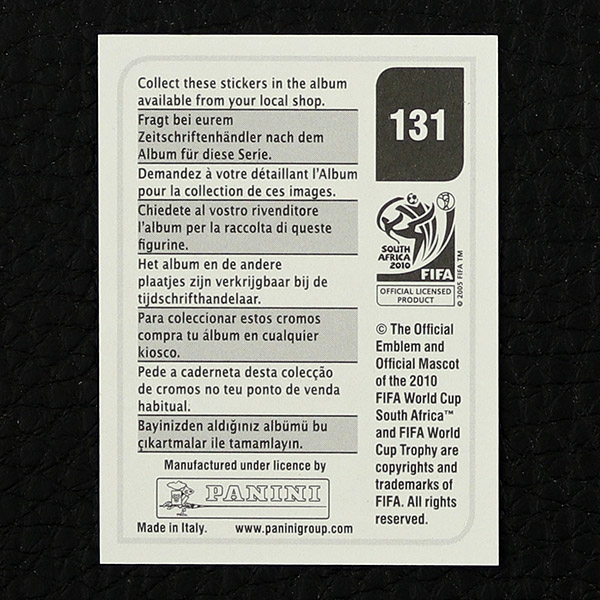 Collect these stickers in the album
available from your local shop.
Fragt bei eurem
Zeitschriftenhändler nach dem
Album für diese Serie.
Demandez à votre détaillant l'Album
pour la collection de ces images.
Chiedete al vostro rivenditore
l'album per la raccolta di queste
figurine.
Het album en de andere
plaatjes zijn verkrijgbaar bij de
tijdschrifthandelaar.
Para coleccionar estos cromos
compra tu álbum en cualquier
kiosco.
Pede a caderneta desta colecção
de cromos no teu ponto de venda
habitual.
Bayinizden aldığınız albümü bu
çıkartmalar ile tamamlayın.
Manufactured under licence by
PANINI
Made in Italy. www.paninigroup.com
131
SOUTH
AFRICA
2010
FIFA
© 2005 FIFA TM
OFFICIAL LICENSED
PRODUCT
© The Official
Emblem and
Official Mascot
of the 2010
FIFA World Cup
South Africa™
and FIFA World
Cup Trophy are
copyrights and
trademarks of
FIFA. All rights
reserved.